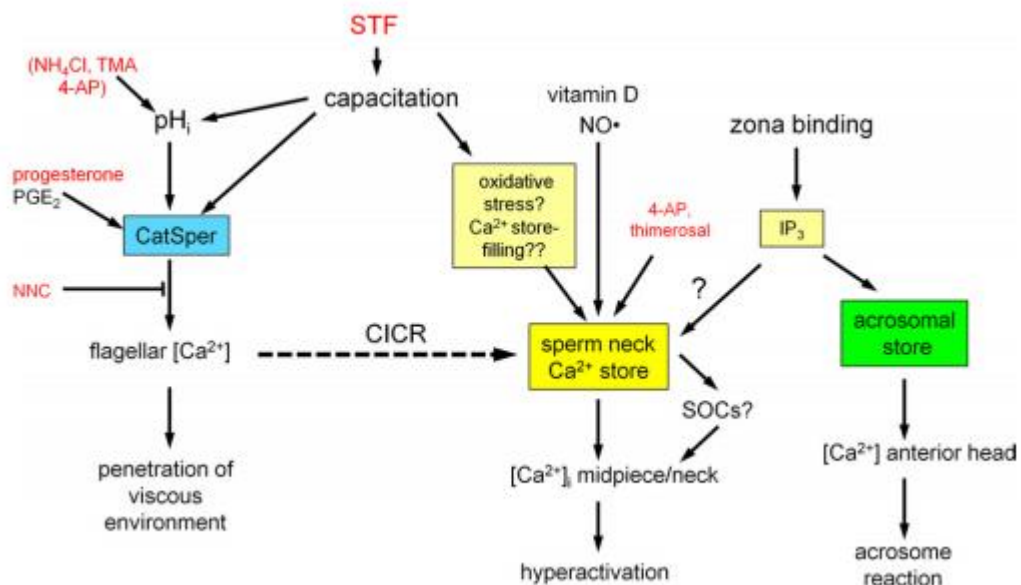 STF
(NH₄Cl, TMA
4-AP)
capacitation
pHᵢ
vitamin D
NO•
zona binding
progesterone
PGE₂
oxidative
stress?
Ca²⁺ store-
filling??
4-AP,
thimerosal
IP₃
CatSper
NNC
?
flagellar [Ca²⁺]
CICR
sperm neck
Ca²⁺ store
acrosomal
store
SOCs?
penetration of
viscous
environment
[Ca²⁺]ᵢ midpiece/neck
[Ca²⁺] anterior head
hyperactivation
acrosome
reaction